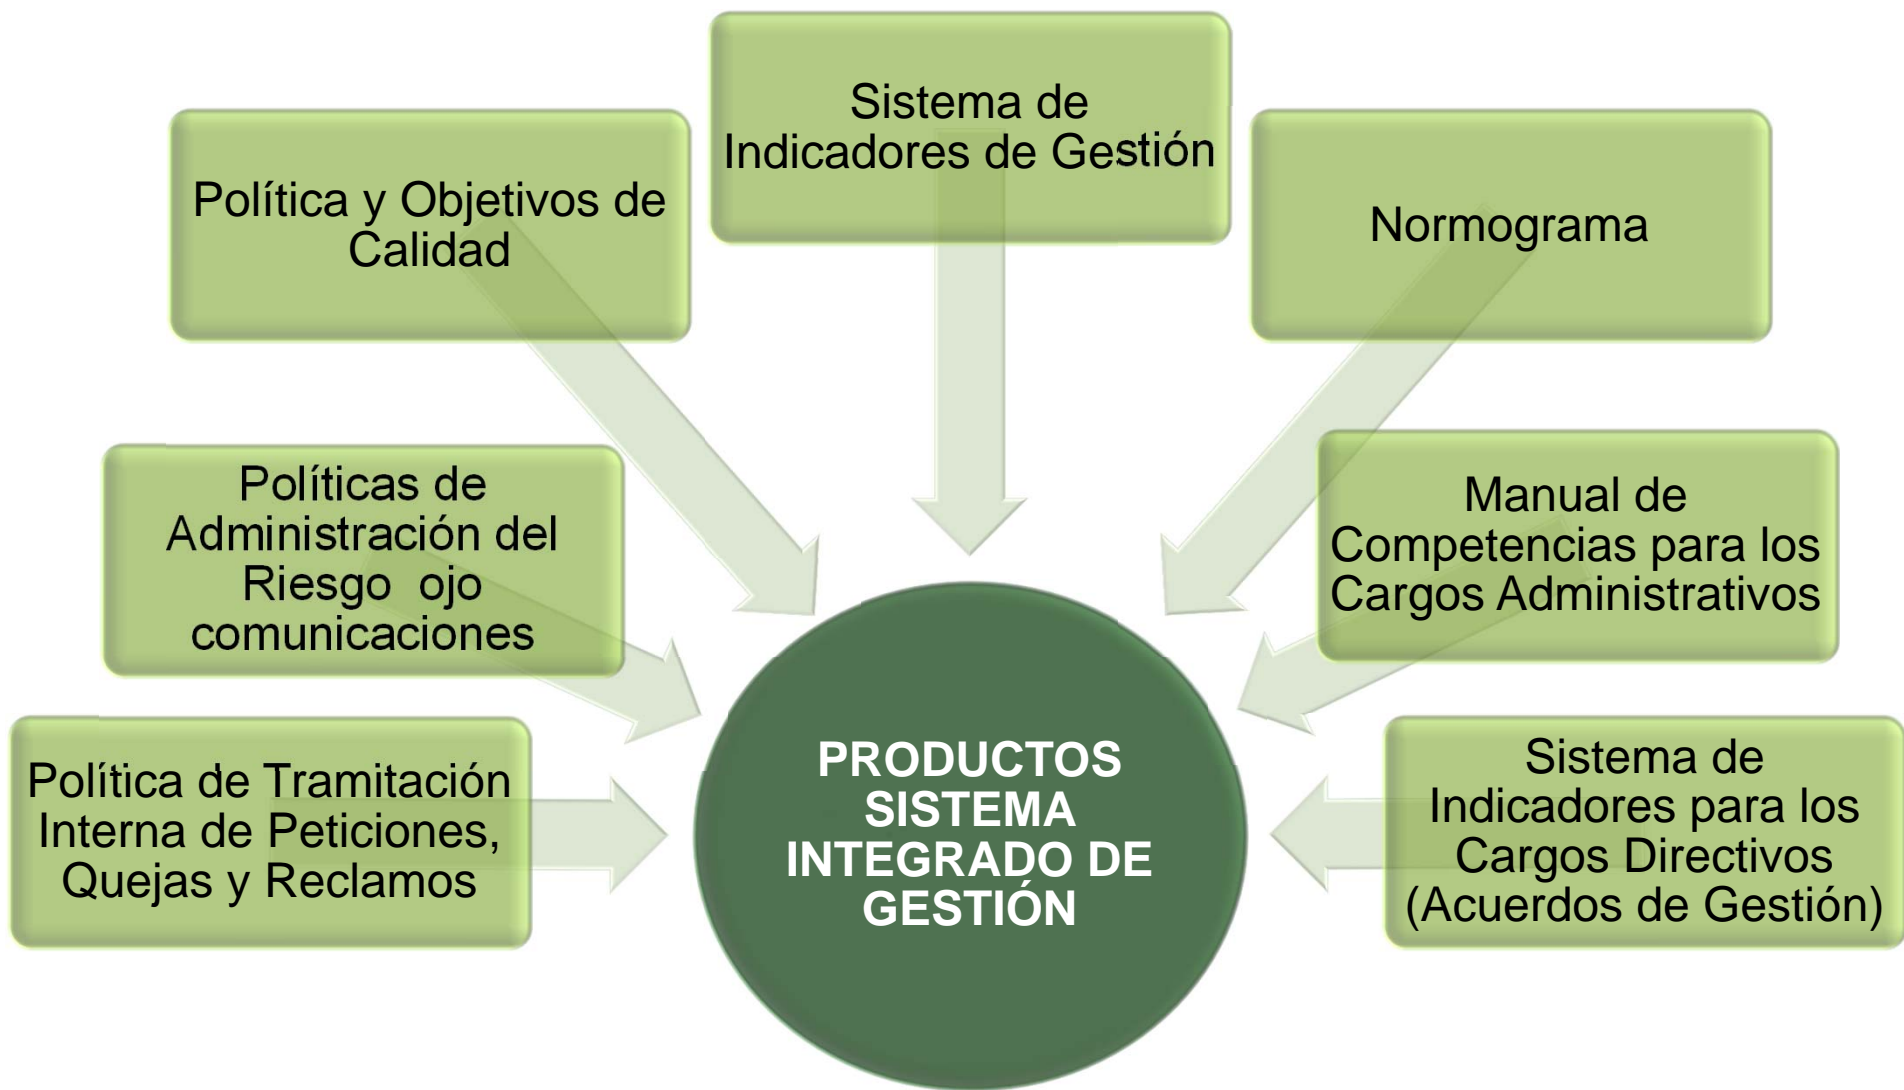 Sistema de
Indicadores de Gestión
Política y Objetivos de
Calidad
Normograma
Políticas de
Administración del
Riesgo  ojo
comunicaciones
Manual de
Competencias para los
Cargos Administrativos
Política de Tramitación
Interna de Peticiones,
Quejas y Reclamos
PRODUCTOS
SISTEMA
INTEGRADO DE
GESTIÓN
Sistema de
Indicadores para los
Cargos Directivos
(Acuerdos de Gestión)